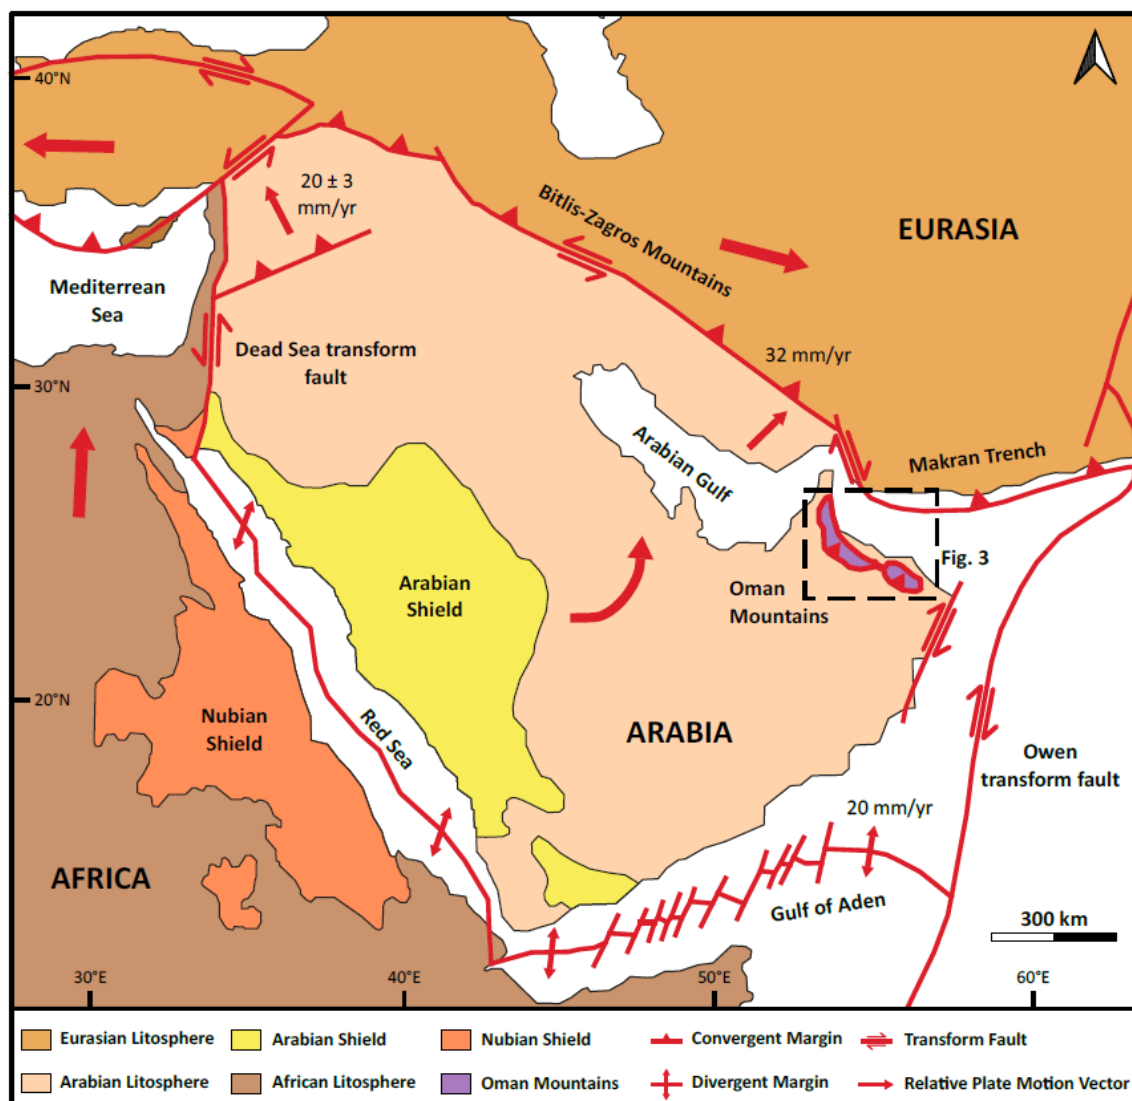 40°N
20 ± 3
mm/yr
Bitlis-Zagros Mountains
EURASIA
Mediterrean
Sea
Dead Sea transform
fault
32 mm/yr
30°N
Arabian Gulf
Makran Trench
Fig. 3
Arabian
Shield
Oman
Mountains
20°N
Nubian
Shield
Red Sea
ARABIA
Owen
transform fault
20 mm/yr
AFRICA
Gulf of Aden
300 km
30°E
40°E
50°E
60°E
Eurasian Litosphere
Arabian Shield
Nubian Shield
Convergent Margin
Transform Fault
Arabian Litosphere
African Litosphere
Oman Mountains
Divergent Margin
Relative Plate Motion Vector